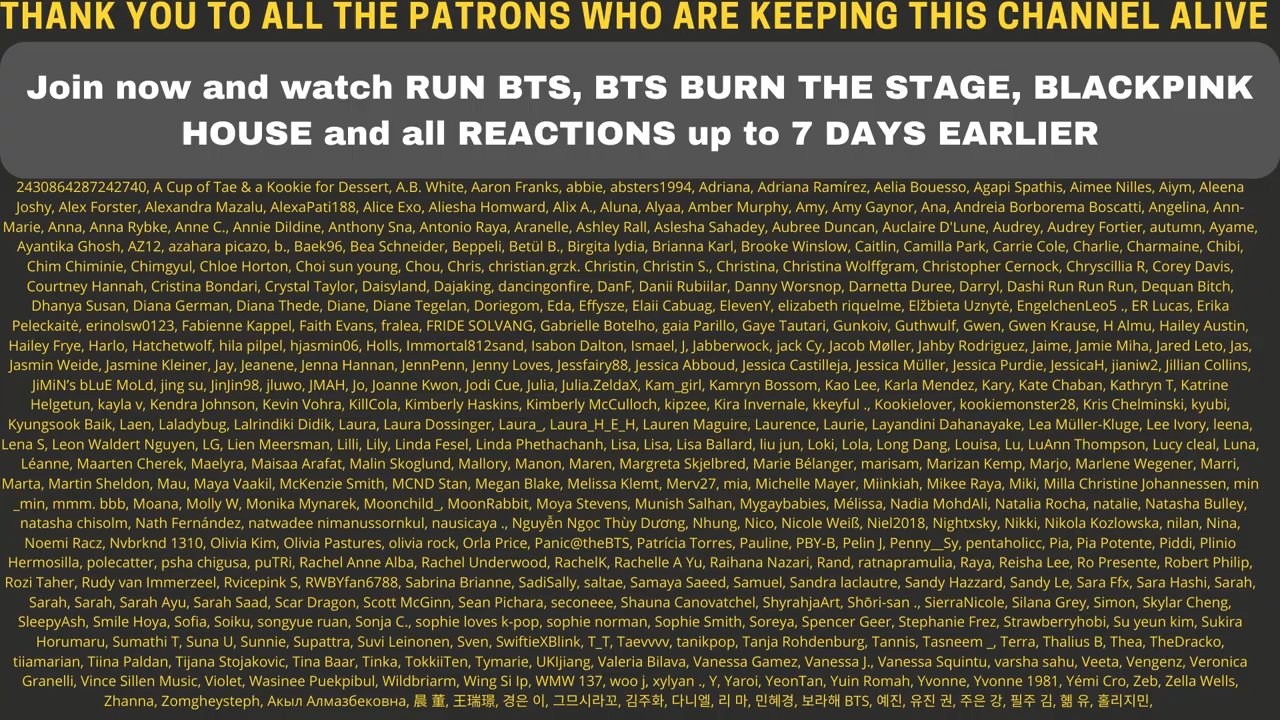 THANK YOU TO ALL THE PATRONS WHO ARE KEEPING THIS CHANNEL ALIVE
Join now and watch RUN BTS, BTS BURN THE STAGE, BLACKPINK
HOUSE and all REACTIONS up to 7 DAYS EARLIER
2430864287242740, A Cup of Tae & a Kookie for Dessert, A.B. White, Aaron Franks, abbie, absters1994, Adriana, Adriana Ramírez, Aelia Bouesso, Agapi Spathis, Aimee Nilles, Aiym, Aleena
Joshy, Alex Forster, Alexandra Mazalu, AlexaPati188, Alice Exo, Aliesha Homward, Alix A., Aluna, Alyaa, Amber Murphy, Amy, Amy Gaynor, Ana, Andreia Borborema Boscatti, Angelina, Ann-
Marie, Anna, Anna Rybke, Anne C., Annie Dildine, Anthony Sna, Antonio Raya, Aranelle, Ashley Rall, Aslesha Sahadey, Aubree Duncan, Auclaire D'Lune, Audrey, Audrey Fortier, autumn, Ayame,
Ayantika Ghosh, AZ12, azahara picazo, b., Baek96, Bea Schneider, Beppeli, Betül B., Birgita lydia, Brianna Karl, Brooke Winslow, Caitlin, Camilla Park, Carrie Cole, Charlie, Charmaine, Chibi,
Chim Chiminie, Chimgyul, Chloe Horton, Choi sun young, Chou, Chris, christian.grzk. Christin, Christin S., Christina, Christina Wolffgram, Christopher Cernock, Chryscillia R, Corey Davis,
Courtney Hannah, Cristina Bondari, Crystal Taylor, Daisyland, Dajaking, dancingonfire, DanF, Danii Rubiilar, Danny Worsnop, Darnetta Duree, Darryl, Dashi Run Run Run, Dequan Bitch,
Dhanya Susan, Diana German, Diana Thede, Diane, Diane Tegelan, Doriegom, Eda, Effysze, Elaii Cabuag, ElevenY, elizabeth riquelme, Elžbieta Uznytė, EngelchenLeo5 ., ER Lucas, Erika
Peleckaitė, erinolsw0123, Fabienne Kappel, Faith Evans, fralea, FRIDE SOLVANG, Gabrielle Botelho, gaia Parillo, Gaye Tautari, Gunkoiv, Guthwulf, Gwen, Gwen Krause, H Almu, Hailey Austin,
Hailey Frye, Harlo, Hatchetwolf, hila pilpel, hjasmin06, Holls, Immortal812sand, Isabon Dalton, Ismael, J, Jabberwock, jack Cy, Jacob Møller, Jahby Rodriguez, Jaime, Jamie Miha, Jared Leto, Jas,
Jasmin Weide, Jasmine Kleiner, Jay, Jeanene, Jenna Hannan, JennPenn, Jenny Loves, Jessfairy88, Jessica Abboud, Jessica Castilleja, Jessica Müller, Jessica Purdie, JessicaH, jianiw2, Jillian Collins,
JiMiN's bLuE MoLd, jing su, JinJin98, jluwo, JMAH, Jo, Joanne Kwon, Jodi Cue, Julia, Julia.ZeldaX, Kam_girl, Kamryn Bossom, Kao Lee, Karla Mendez, Kary, Kate Chaban, Kathryn T, Katrine
Helgetun, kayla v, Kendra Johnson, Kevin Vohra, KillCola, Kimberly Haskins, Kimberly McCulloch, kipzee, Kira Invernale, kkeyful ., Kookielover, kookiemonster28, Kris Chelminski, kyubi,
Kyungsook Baik, Laen, Laladybug, Lalrindiki Didik, Laura, Laura Dossinger, Laura_, Laura_H_E_H, Lauren Maguire, Laurence, Laurie, Layandini Dahanayake, Lea Müller-Kluge, Lee Ivory, leena,
Lena S, Leon Waldert Nguyen, LG, Lien Meersman, Lilli, Lily, Linda Fesel, Linda Phethachanh, Lisa, Lisa, Lisa Ballard, liu jun, Loki, Lola, Long Dang, Louisa, Lu, LuAnn Thompson, Lucy cleal, Luna,
Léanne, Maarten Cherek, Maelyra, Maisaa Arafat, Malin Skoglund, Mallory, Manon, Maren, Margreta Skjelbred, Marie Bélanger, marisam, Marizan Kemp, Marjo, Marlene Wegener, Marri,
Marta, Martin Sheldon, Mau, Maya Vaakil, McKenzie Smith, MCND Stan, Megan Blake, Melissa Klemt, Merv27, mia, Michelle Mayer, Miinkiah, Mikee Raya, Miki, Milla Christine Johannessen, min
_min, mmm. bbb, Moana, Molly W, Monika Mynarek, Moonchild_, MoonRabbit, Moya Stevens, Munish Salhan, Mygaybabies, Mélissa, Nadia MohdAli, Natalia Rocha, natalie, Natasha Bulley,
natasha chisolm, Nath Fernández, natwadee nimanussornkul, nausicaya ., Nguyễn Ngọc Thùy Dương, Nhung, Nico, Nicole Weiß, Niel2018, Nightxsky, Nikki, Nikola Kozlowska, nilan, Nina,
Noemi Racz, Nvbrknd 1310, Olivia Kim, Olivia Pastures, olivia rock, Orla Price, Panic@theBTS, Patrícia Torres, Pauline, PBY-B, Pelin J, Penny__Sy, pentaholicc, Pia, Pia Potente, Piddi, Plinio
Hermosilla, polecatter, psha chigusa, puTRi, Rachel Anne Alba, Rachel Underwood, RachelK, Rachelle A Yu, Raihana Nazari, Rand, ratnapramulia, Raya, Reisha Lee, Ro Presente, Robert Philip,
Rozi Taher, Rudy van Immerzeel, Rvicepink S, RWBYfan6788, Sabrina Brianne, SadiSally, saltae, Samaya Saeed, Samuel, Sandra laclautre, Sandy Hazzard, Sandy Le, Sara Ffx, Sara Hashi, Sarah,
Sarah, Sarah, Sarah Ayu, Sarah Saad, Scar Dragon, Scott McGinn, Sean Pichara, seconeee, Shauna Canovatchel, ShyrahjaArt, Shōri-san ., SierraNicole, Silana Grey, Simon, Skylar Cheng,
SleepyAsh, Smile Hoya, Sofia, Soiku, songyue ruan, Sonja C., sophie loves k-pop, sophie norman, Sophie Smith, Soreya, Spencer Geer, Stephanie Frez, Strawberryhobi, Su yeun kim, Sukira
Horumaru, Sumathi T, Suna U, Sunnie, Supattra, Suvi Leinonen, Sven, SwiftieXBlink, T_T, Taevvvv, tanikpop, Tanja Rohdenburg, Tannis, Tasneem _, Terra, Thalius B, Thea, TheDracko,
tiiamarian, Tiina Paldan, Tijana Stojakovic, Tina Baar, Tinka, TokkiiTen, Tymarie, UKIjiang, Valeria Bilava, Vanessa Gamez, Vanessa J., Vanessa Squintu, varsha sahu, Veeta, Vengenz, Veronica
Granelli, Vince Sillen Music, Violet, Wasinee Puekpibul, Wildbriarm, Wing Si Ip, WMW 137, woo j, xylyan ., Y, Yaroi, YeonTan, Yuin Romah, Yvonne, Yvonne 1981, Yémi Cro, Zeb, Zella Wells,
Zhanna, Zomgheysteph, Акыл Алмазбековна, 晨 董, 王瑞璟, 경은 이, 그므시라꼬, 김주화, 다니엘, 리 마, 민혜경, 보라해 BTS, 예진, 유진 권, 주은 강, 필주 김, 혫 유, 홀리지민,